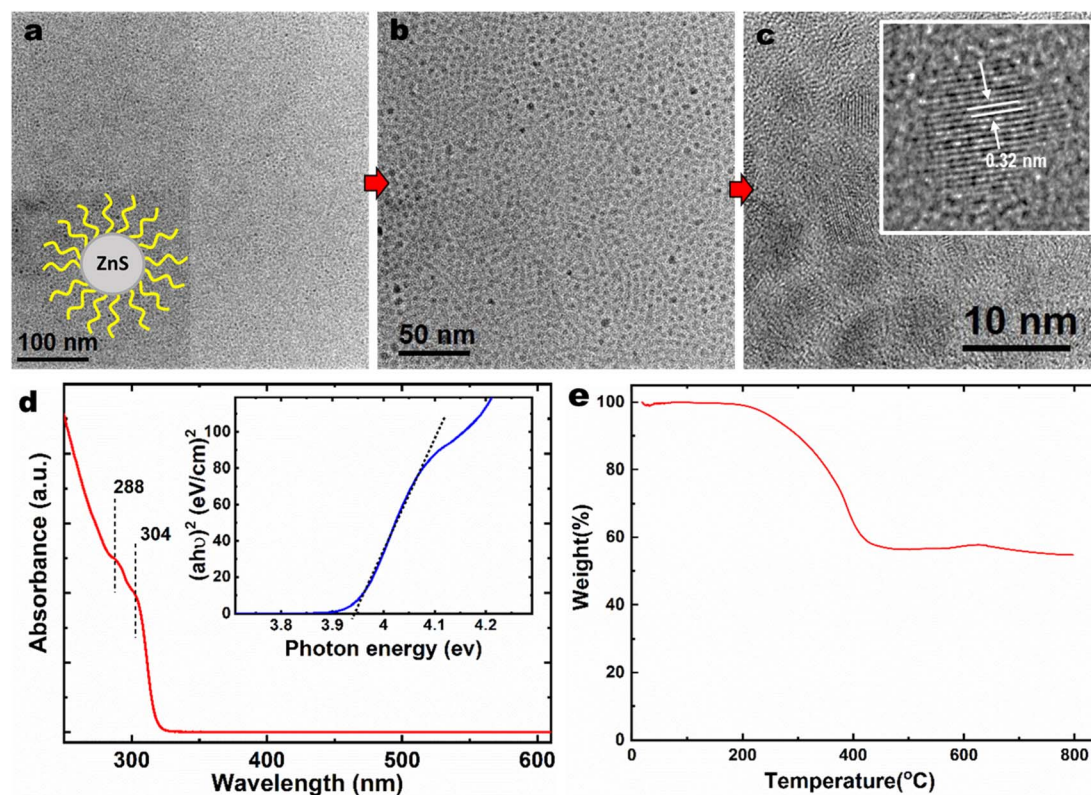 a
ZnS
100 nm
b
50 nm
c
0.32 nm
10 nm
d
288
304
Absorbance (a.u.)
300
400
500
600
Wavelength (nm)
(ahυ)² (eV/cm)²
100
80
60
40
20
0
3.8
3.9
4
4.1
4.2
Photon energy (ev)
e
Weight(%)
100
80
60
40
20
0
0
200
400
600
800
Temperature(°C)